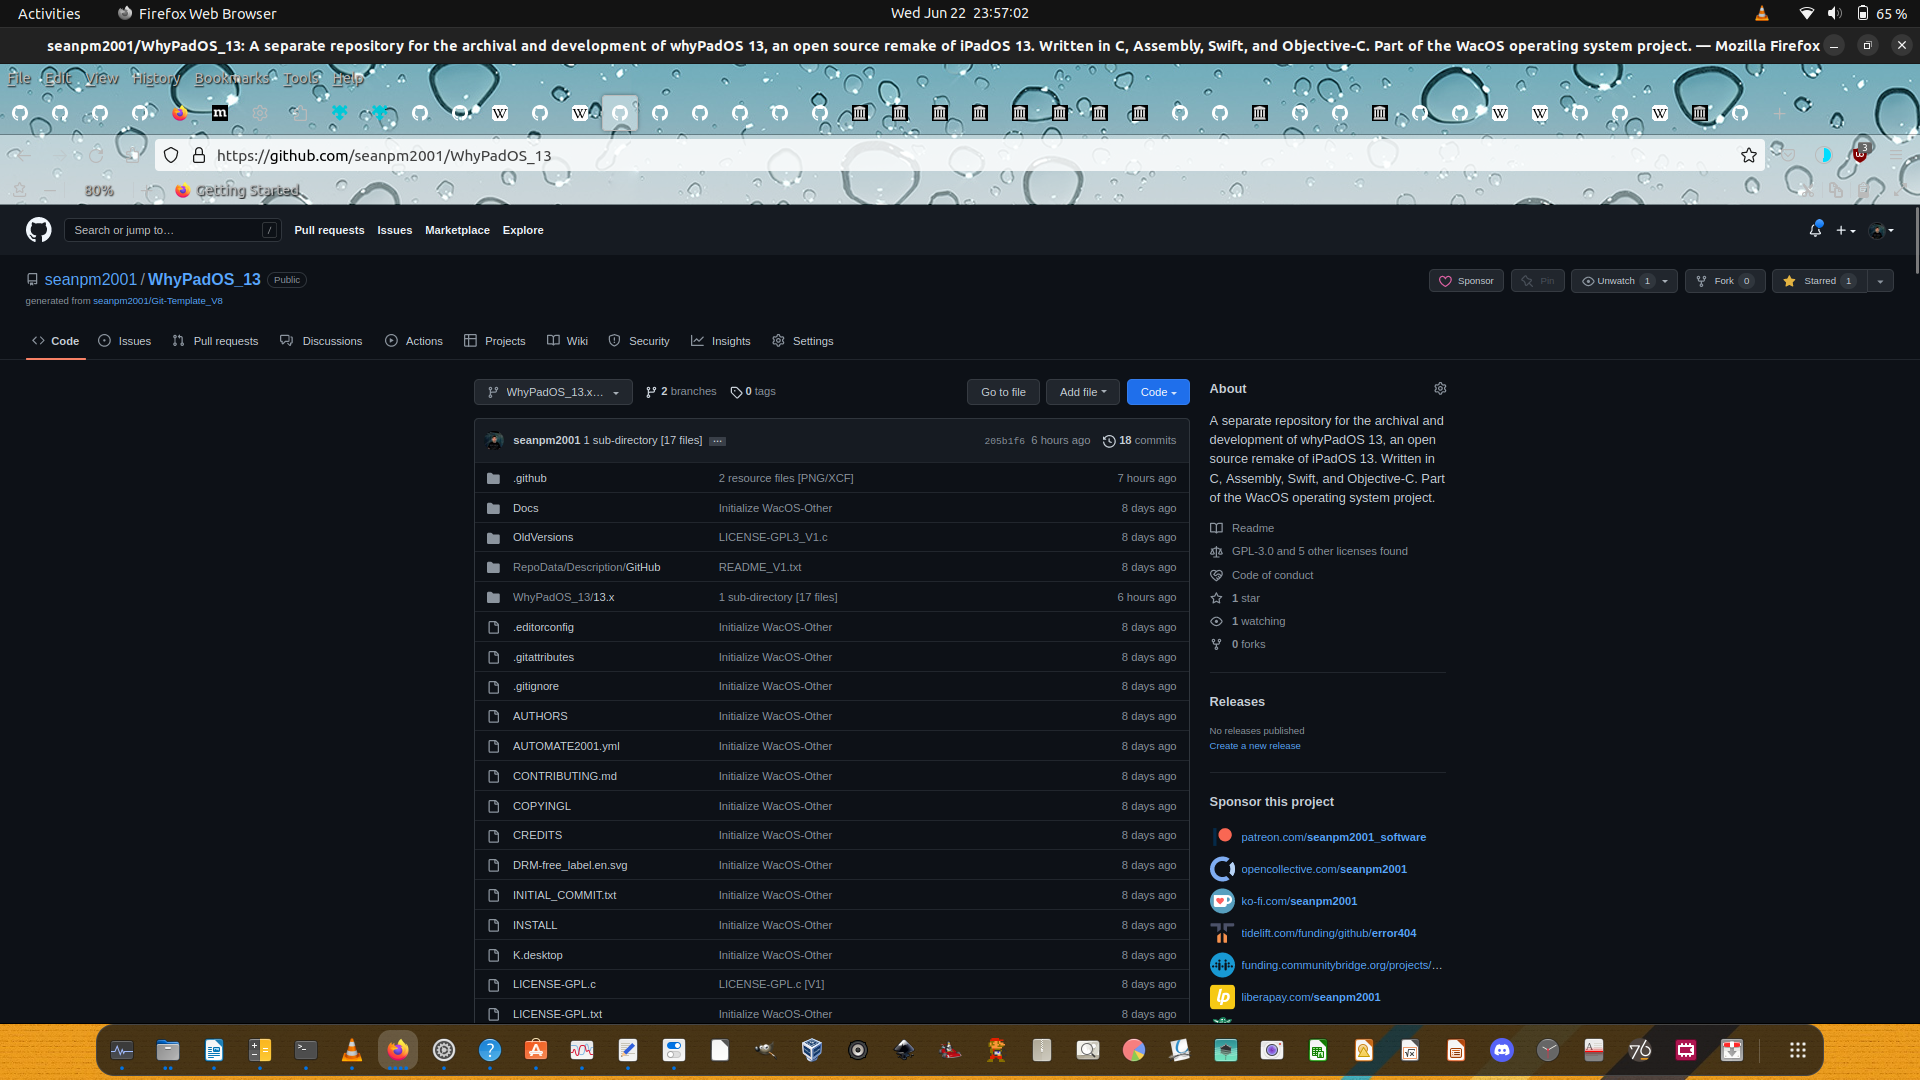 Activities
Firefox Web Browser
Wed Jun 22 23:57:02
65 %
seanpm2001/WhyPadOS_13: A separate repository for the archival and development of whyPadOS 13, an open source remake of iPadOS 13. Written in C, Assembly, Swift, and Objective-C. Part of the WacOS operating system project. — Mozilla Firefox
File Edit View History Bookmarks Tools Help
https://github.com/seanpm2001/WhyPadOS_13
3
80%
Getting Started
Search or jump to… /
Pull requests Issues Marketplace Explore
seanpm2001 / WhyPadOS_13 Public
generated from seanpm2001/Git-Template_V8
Sponsor Pin Unwatch 1 Fork 0 Starred 1
Code Issues Pull requests Discussions Actions Projects Wiki Security Insights Settings
WhyPadOS_13.x… 2 branches 0 tags Go to file Add file Code
seanpm2001 1 sub-directory [17 files] … 205b1f6 6 hours ago 18 commits
.github 2 resource files [PNG/XCF] 7 hours ago
Docs Initialize WacOS-Other 8 days ago
OldVersions LICENSE-GPL3_V1.c 8 days ago
RepoData/Description/GitHub README_V1.txt 8 days ago
WhyPadOS_13/13.x 1 sub-directory [17 files] 6 hours ago
.editorconfig Initialize WacOS-Other 8 days ago
.gitattributes Initialize WacOS-Other 8 days ago
.gitignore Initialize WacOS-Other 8 days ago
AUTHORS Initialize WacOS-Other 8 days ago
AUTOMATE2001.yml Initialize WacOS-Other 8 days ago
CONTRIBUTING.md Initialize WacOS-Other 8 days ago
COPYINGL Initialize WacOS-Other 8 days ago
CREDITS Initialize WacOS-Other 8 days ago
DRM-free_label.en.svg Initialize WacOS-Other 8 days ago
INITIAL_COMMIT.txt Initialize WacOS-Other 8 days ago
INSTALL Initialize WacOS-Other 8 days ago
K.desktop Initialize WacOS-Other 8 days ago
LICENSE-GPL.c LICENSE-GPL.c [V1] 8 days ago
LICENSE-GPL.txt Initialize WacOS-Other 8 days ago
About
A separate repository for the archival and
development of whyPadOS 13, an open
source remake of iPadOS 13. Written in
C, Assembly, Swift, and Objective-C. Part
of the WacOS operating system project.
Readme
GPL-3.0 and 5 other licenses found
Code of conduct
1 star
1 watching
0 forks
Releases
No releases published
Create a new release
Sponsor this project
patreon.com/seanpm2001_software
opencollective.com/seanpm2001
ko-fi.com/seanpm2001
tidelift.com/funding/github/error404
funding.communitybridge.org/projects/…
lp liberapay.com/seanpm2001
76